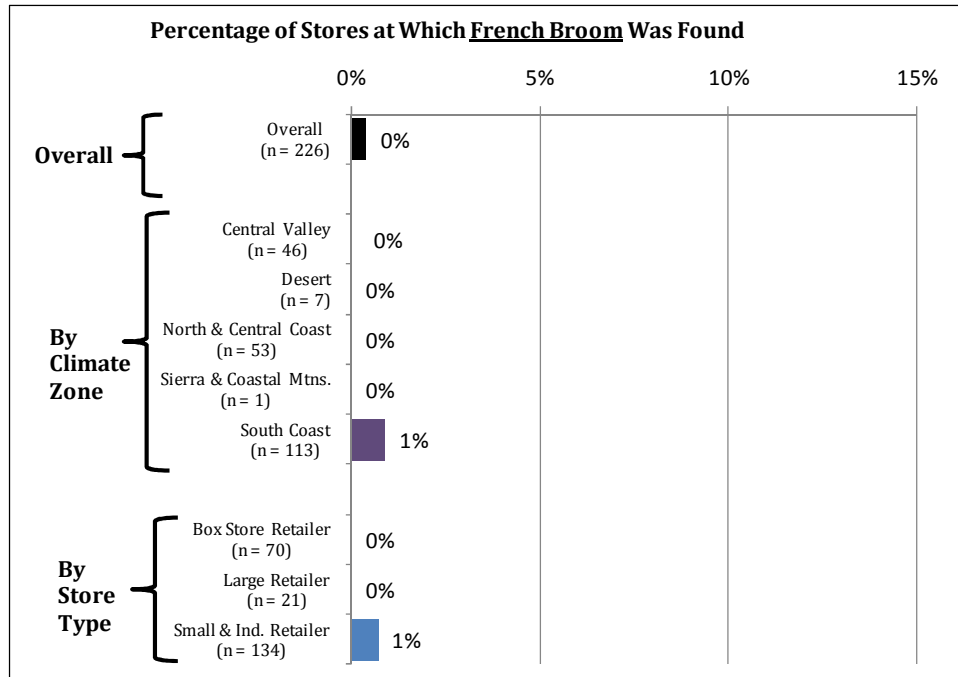 Percentage of Stores at Which French Broom Was Found
0% 5% 10% 15%
Overall
Overall
(n = 226)
0%
By
Climate
Zone
Central Valley
(n = 46)
0%
Desert
(n = 7)
0%
North & Central Coast
(n = 53)
0%
Sierra & Coastal Mtns.
(n = 1)
0%
South Coast
(n = 113)
1%
By
Store
Type
Box Store Retailer
(n = 70)
0%
Large Retailer
(n = 21)
0%
Small & Ind. Retailer
(n = 134)
1%